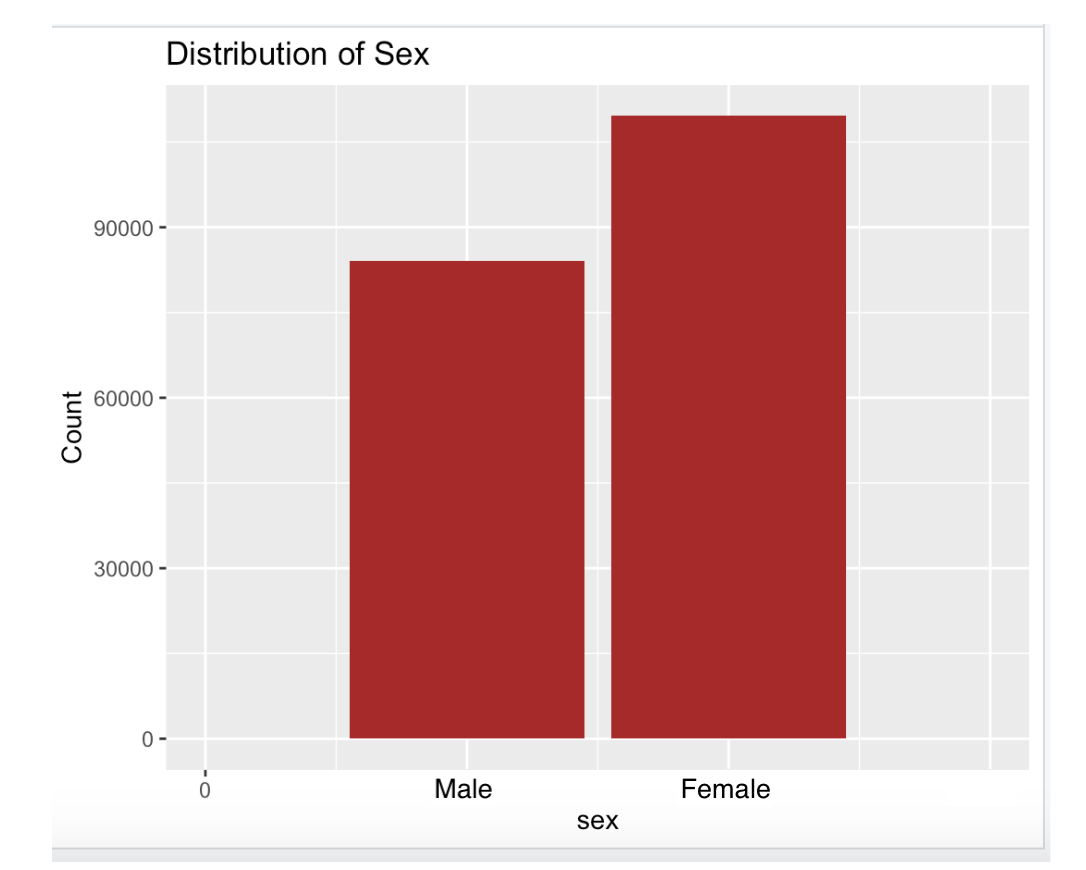 Distribution of Sex
90000
60000
30000
0
Count
0 Male Female
sex